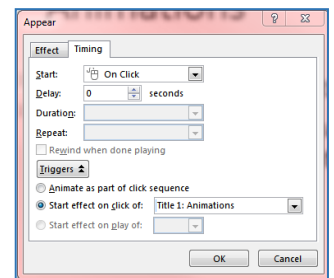 Animations
Appear
Effect Timing
Start: On Click
Delay: 0 seconds
Duration:
Repeat:
Rewind when done playing
Triggers
Animate as part of click sequence
Start effect on click of: Title 1: Animations
Start effect on play of:
OK Cancel